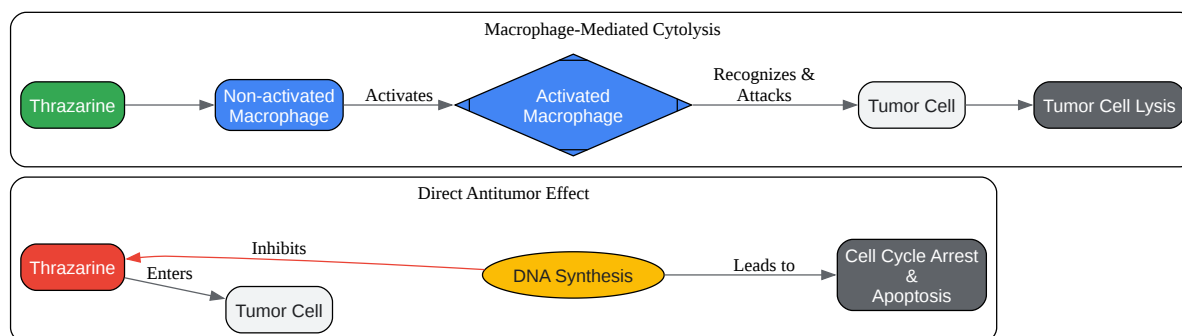 Macrophage-Mediated Cytolysis
Thrazarine
Non-activated
Macrophage
Activates
Activated
Macrophage
Recognizes &
Attacks
Tumor Cell
Tumor Cell Lysis
Direct Antitumor Effect
Thrazarine
Inhibits
Enters
Tumor Cell
DNA Synthesis
Leads to
Cell Cycle Arrest
&
Apoptosis